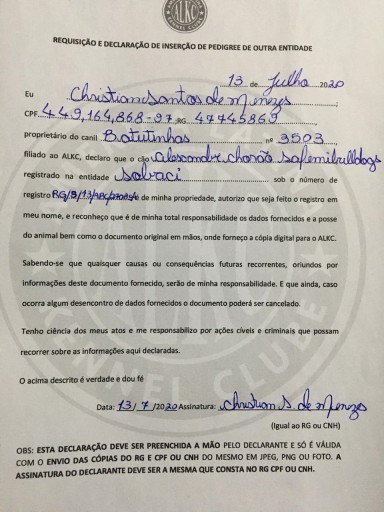 ALKC
REQUISIÇÃO E DECLARAÇÃO DE INSERÇÃO DE PEDIGREE DE OUTRA ENTIDADE
13 de Julho 2020
Eu Christian Santos de Menezes
CPF 449,164,868-97 RG 47745869
proprietário do canil Batutinhas nº 3503
filiado ao ALKC, declaro que o cão Alescandre chorão Safemibulldogs
registrado na entidade Salvaci sob o número de
registro de minha propriedade, autorizo que seja feito o registro em
meu nome, e reconheço que é de minha total responsabilidade os dados fornecidos e a posse
do animal bem como o documento original em mãos, onde forneço a cópia digital para o ALKC.
Sabendo-se que quaisquer causas ou consequências futuras recorrentes, oriundos por
informações deste documento fornecido, serão de minha responsabilidade. E que ainda, caso
ocorra algum desencontro de dados fornecidos o documento poderá ser cancelado.
Tenho ciência dos meus atos e me responsabilizo por ações cíveis e criminais que possam
recorrer sobre as informações aqui declaradas.
O acima descrito é verdade e dou fé
Data: 13/7/2020 Assinatura: Christian S. de Menezes
(Igual ao RG ou CNH)
OBS: ESTA DECLARAÇÃO DEVE SER PREENCHIDA A MÃO PELO DECLARANTE E SÓ É VÁLIDA
COM O ENVIO DAS CÓPIAS DO RG E CPF OU CNH DO MESMO EM JPEG, PNG OU FOTO. A
ASSINATURA DO DECLARANTE DEVE SER A MESMA QUE CONSTA NO RG CPF OU CNH.